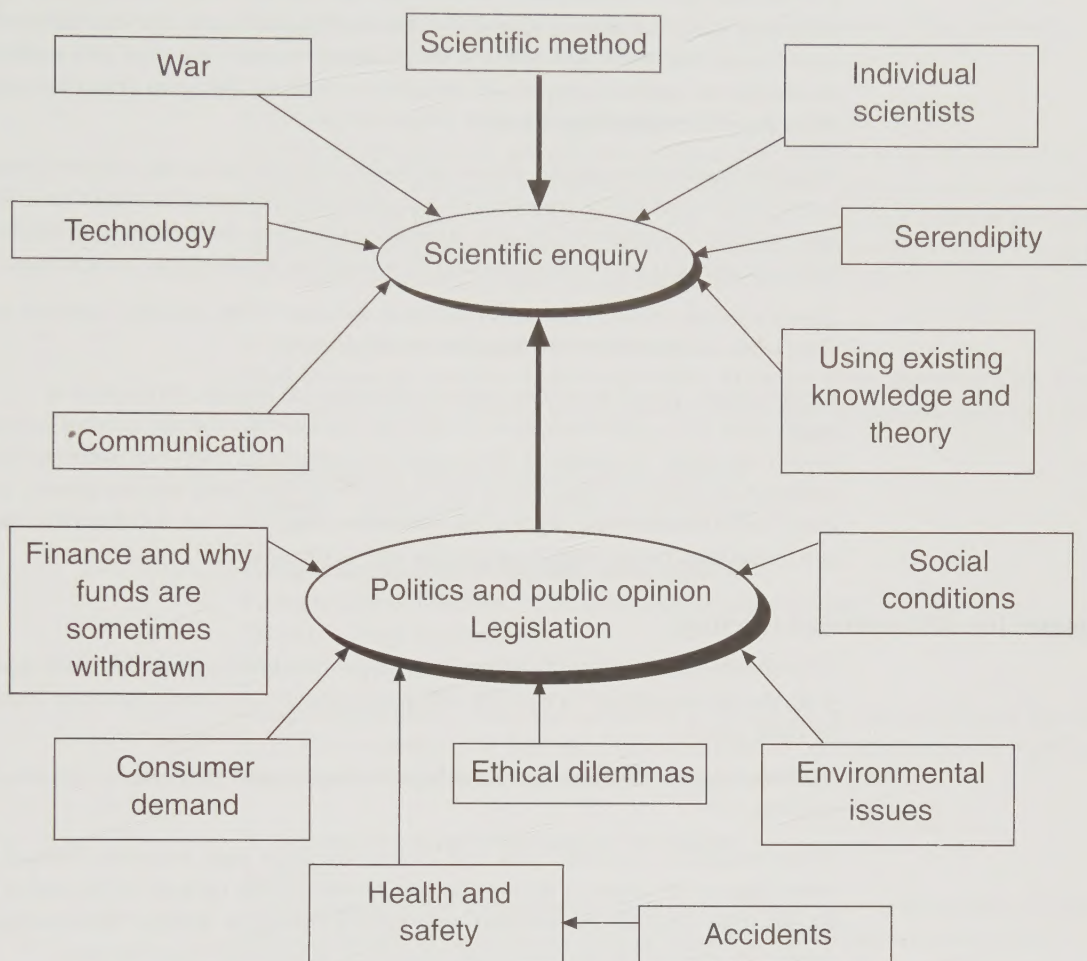 Scientific method
War
Individual
scientists
Technology
Scientific enquiry
Serendipity
Using existing
knowledge and
theory
Communication
Finance and why
funds are
sometimes
withdrawn
Politics and public opinion
Legislation
Social
conditions
Consumer
demand
Ethical dilemmas
Environmental
issues
Health and
safety
Accidents